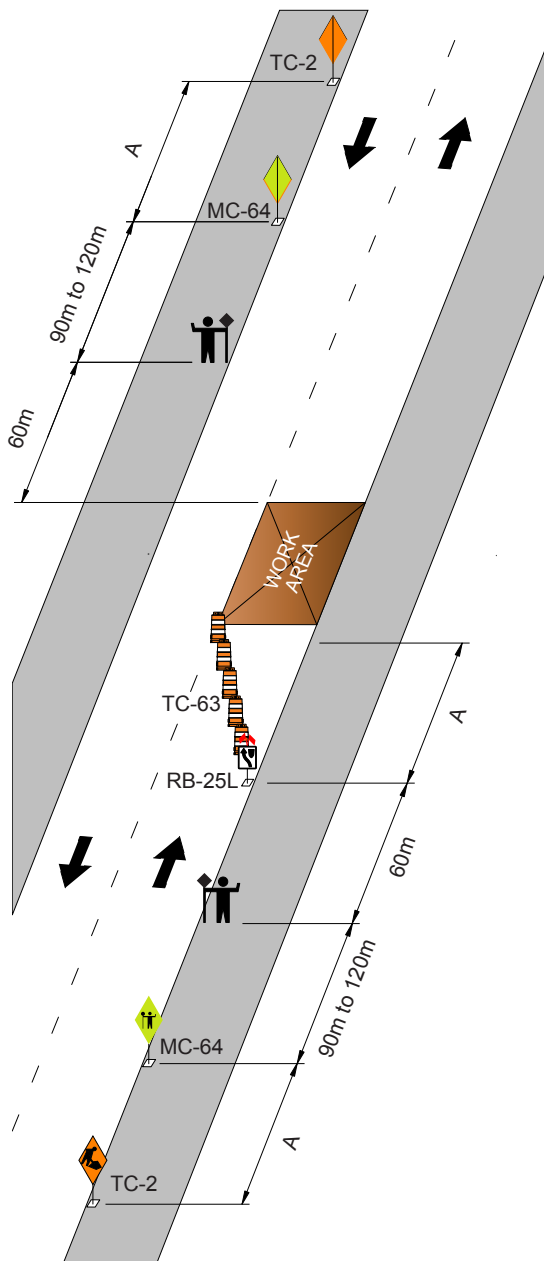 TC-2
A
MC-64
90m to 120m
60m
WORK
AREA
TC-63
A
RB-25L
60m
90m to 120m
MC-64
A
TC-2